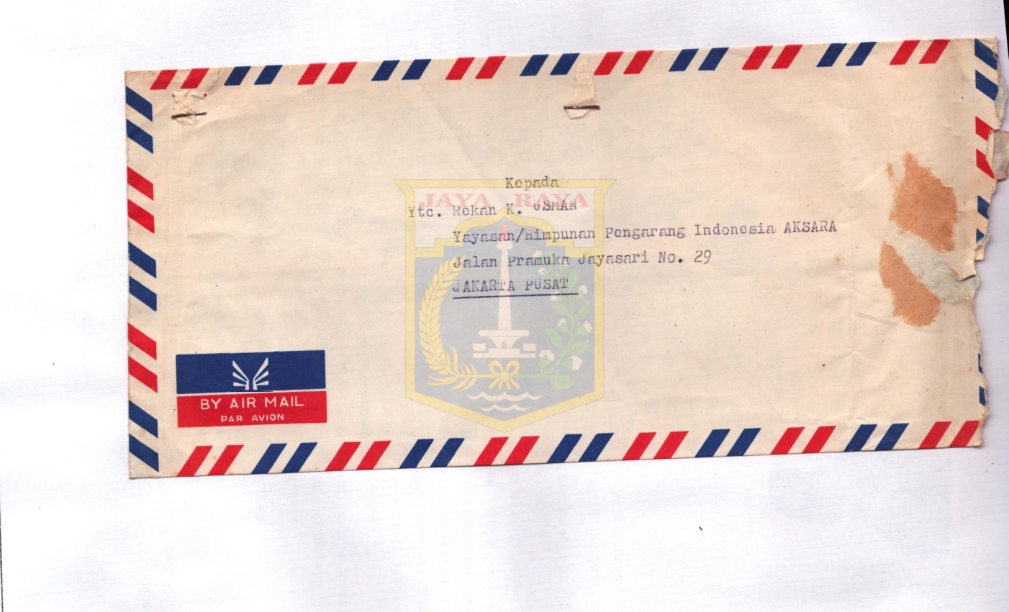 JAYA RAYA
Kepada
Ytc. Rekan K. USMAN
Yayasan/himpunan Pengarang Indonesia AKSARA
Jalan Pramuka Jayasari No. 29
JAKARTA PUSAT
BY AIR MAIL
PAR AVION